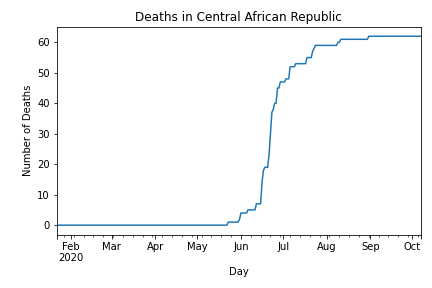 Deaths in Central African Republic
Number of Deaths
60
50
40
30
20
10
0
Feb Mar Apr May Jun Jul Aug Sep Oct
2020
Day